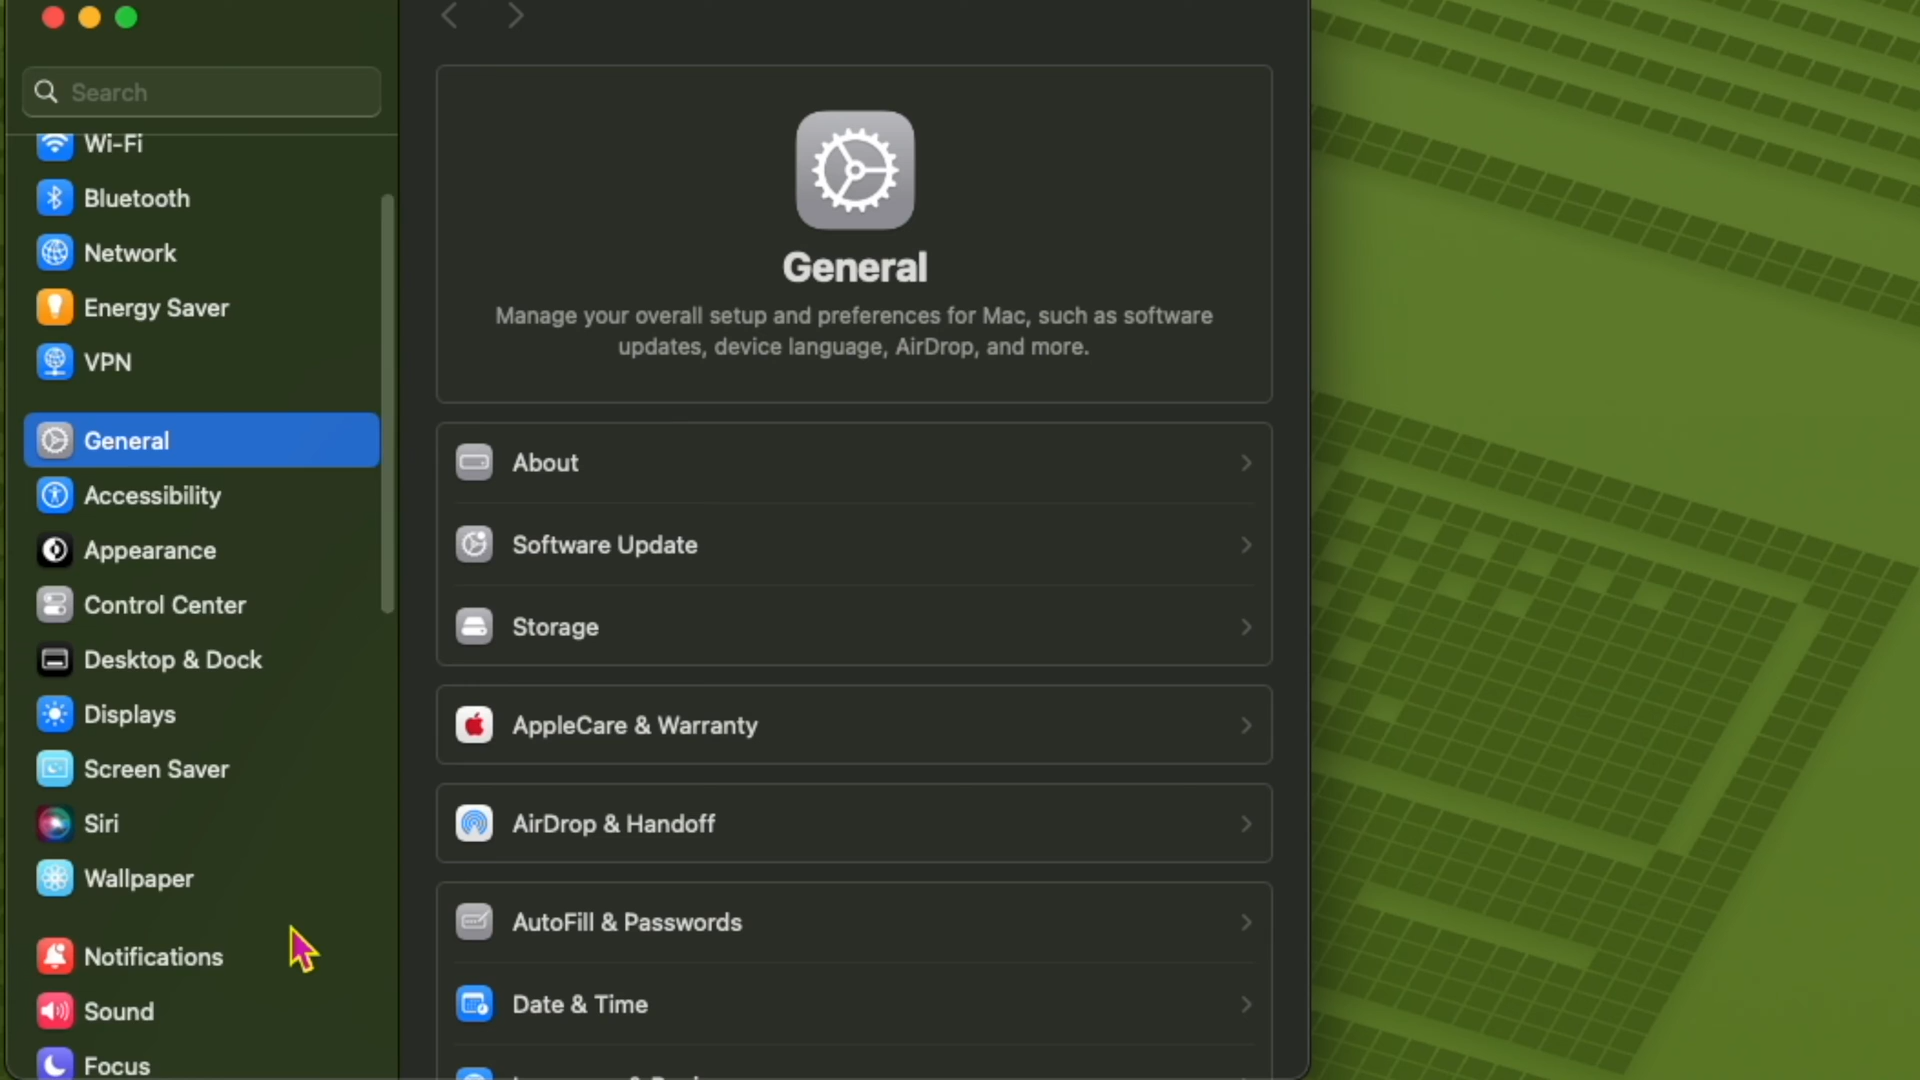 Search
Wi-Fi
Bluetooth
Network
Energy Saver
VPN
General
Accessibility
Appearance
Control Center
Desktop & Dock
Displays
Screen Saver
Siri
Wallpaper
Notifications
Sound
Focus
General
Manage your overall setup and preferences for Mac, such as software
updates, device language, AirDrop, and more.
About
Software Update
Storage
AppleCare & Warranty
AirDrop & Handoff
AutoFill & Passwords
Date & Time